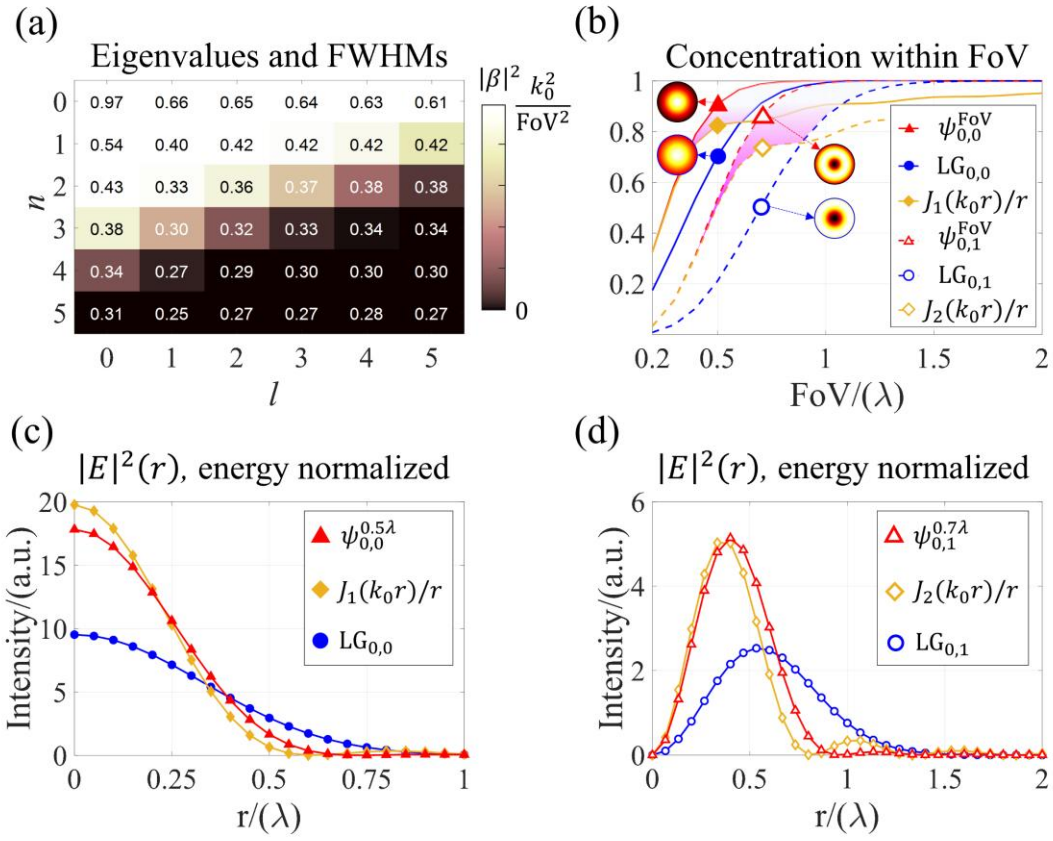 (a)
Eigenvalues and FWHMs
0 0.97 0.66 0.65 0.64 0.63 0.61
1 0.54 0.40 0.42 0.42 0.42 0.42
2 0.43 0.33 0.36 0.37 0.38 0.38
3 0.38 0.30 0.32 0.33 0.34 0.34
4 0.34 0.27 0.29 0.30 0.30 0.30
5 0.31 0.25 0.27 0.27 0.28 0.27
n
0 1 2 3 4 5
l
|β|² k₀²/FoV²
0
(b)
Concentration within FoV
1
0.8
0.6
0.4
0.2
0.2 0.5 1 1.5 2
FoV/(λ)
ψ₀,₀^FoV
LG₀,₀
J₁(k₀r)/r
ψ₀,₁^FoV
LG₀,₁
J₂(k₀r)/r
(c)
|E|²(r), energy normalized
Intensity/(a.u.)
20
15
10
5
0
0 0.25 0.5 0.75 1
r/(λ)
ψ₀,₀^0.5λ
J₁(k₀r)/r
LG₀,₀
(d)
|E|²(r), energy normalized
Intensity/(a.u.)
6
4
2
0
0 0.5 1 1.5 2
r/(λ)
ψ₀,₁^0.7λ
J₂(k₀r)/r
LG₀,₁